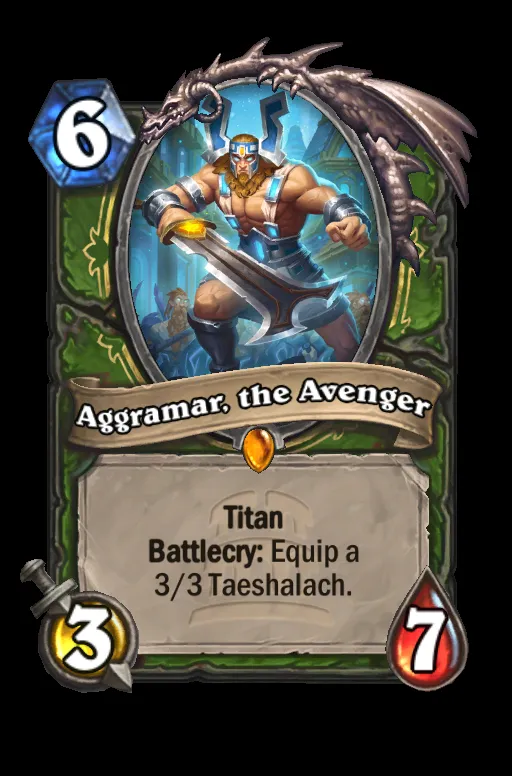 6
Aggramar, the Avenger
Titan
Battlecry: Equip a
3/3 Taeshalach.
3
7